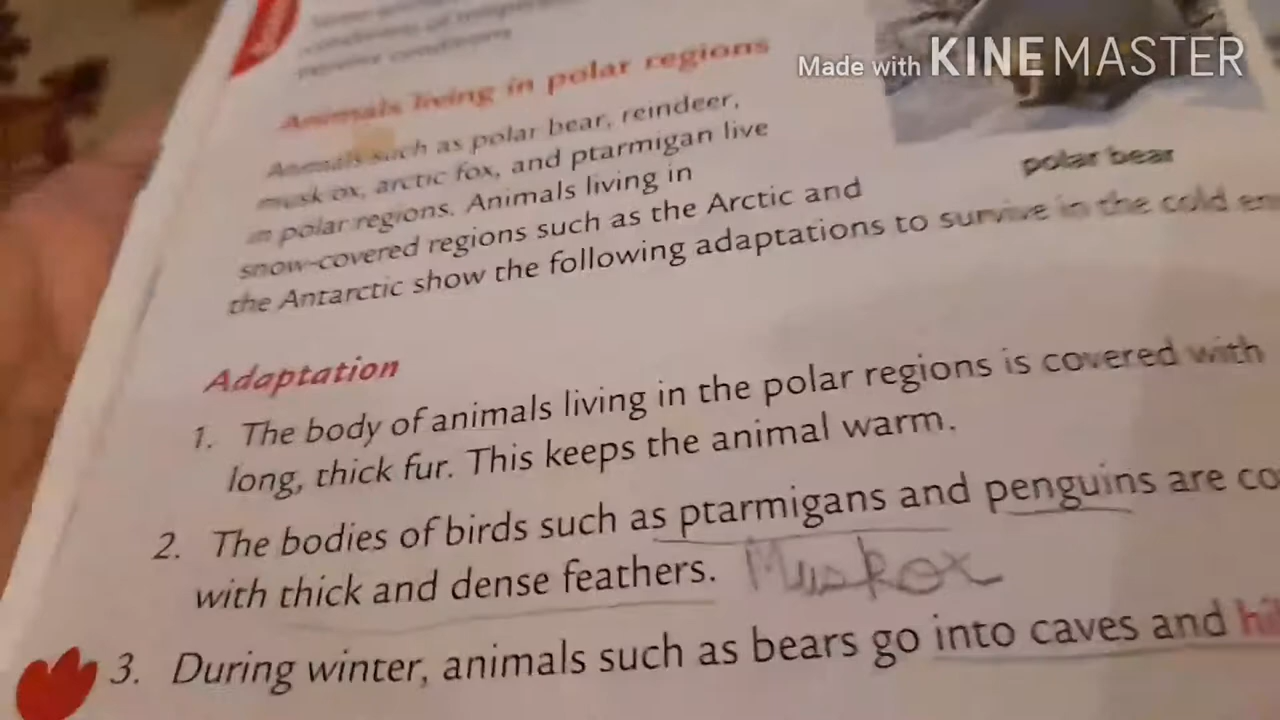 Made with KINEMASTER
Animals living in polar regions
Animals such as polar bear, reindeer,
musk ox, arctic fox, and ptarmigan live
in polar regions. Animals living in
snow-covered regions such as the Arctic and
the Antarctic show the following adaptations to survive in the cold en
polar bear
Adaptation
1. The body of animals living in the polar regions is covered with
long, thick fur. This keeps the animal warm.
2. The bodies of birds such as ptarmigans and penguins are co
with thick and dense feathers. Muskox
3. During winter, animals such as bears go into caves and hi